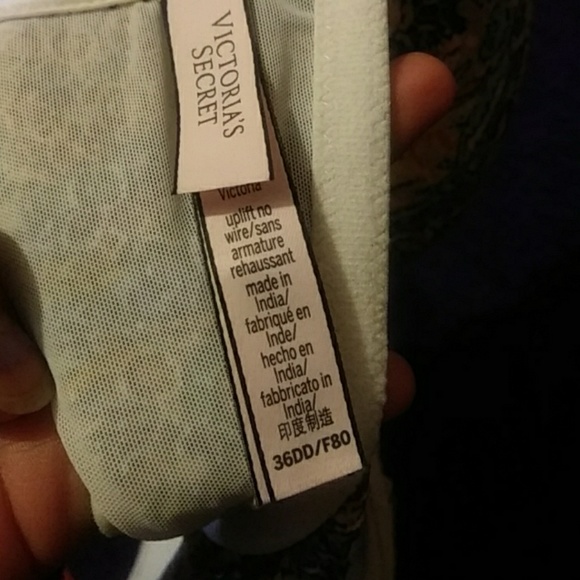 VICTORIA'S
SECRET
Victoria
uplift no
wire/sans
armature
rehaussant
made in
India/
fabriqué en
Inde/
hecho en
India/
fabbricato in
India/
印度制造
36DD/F80